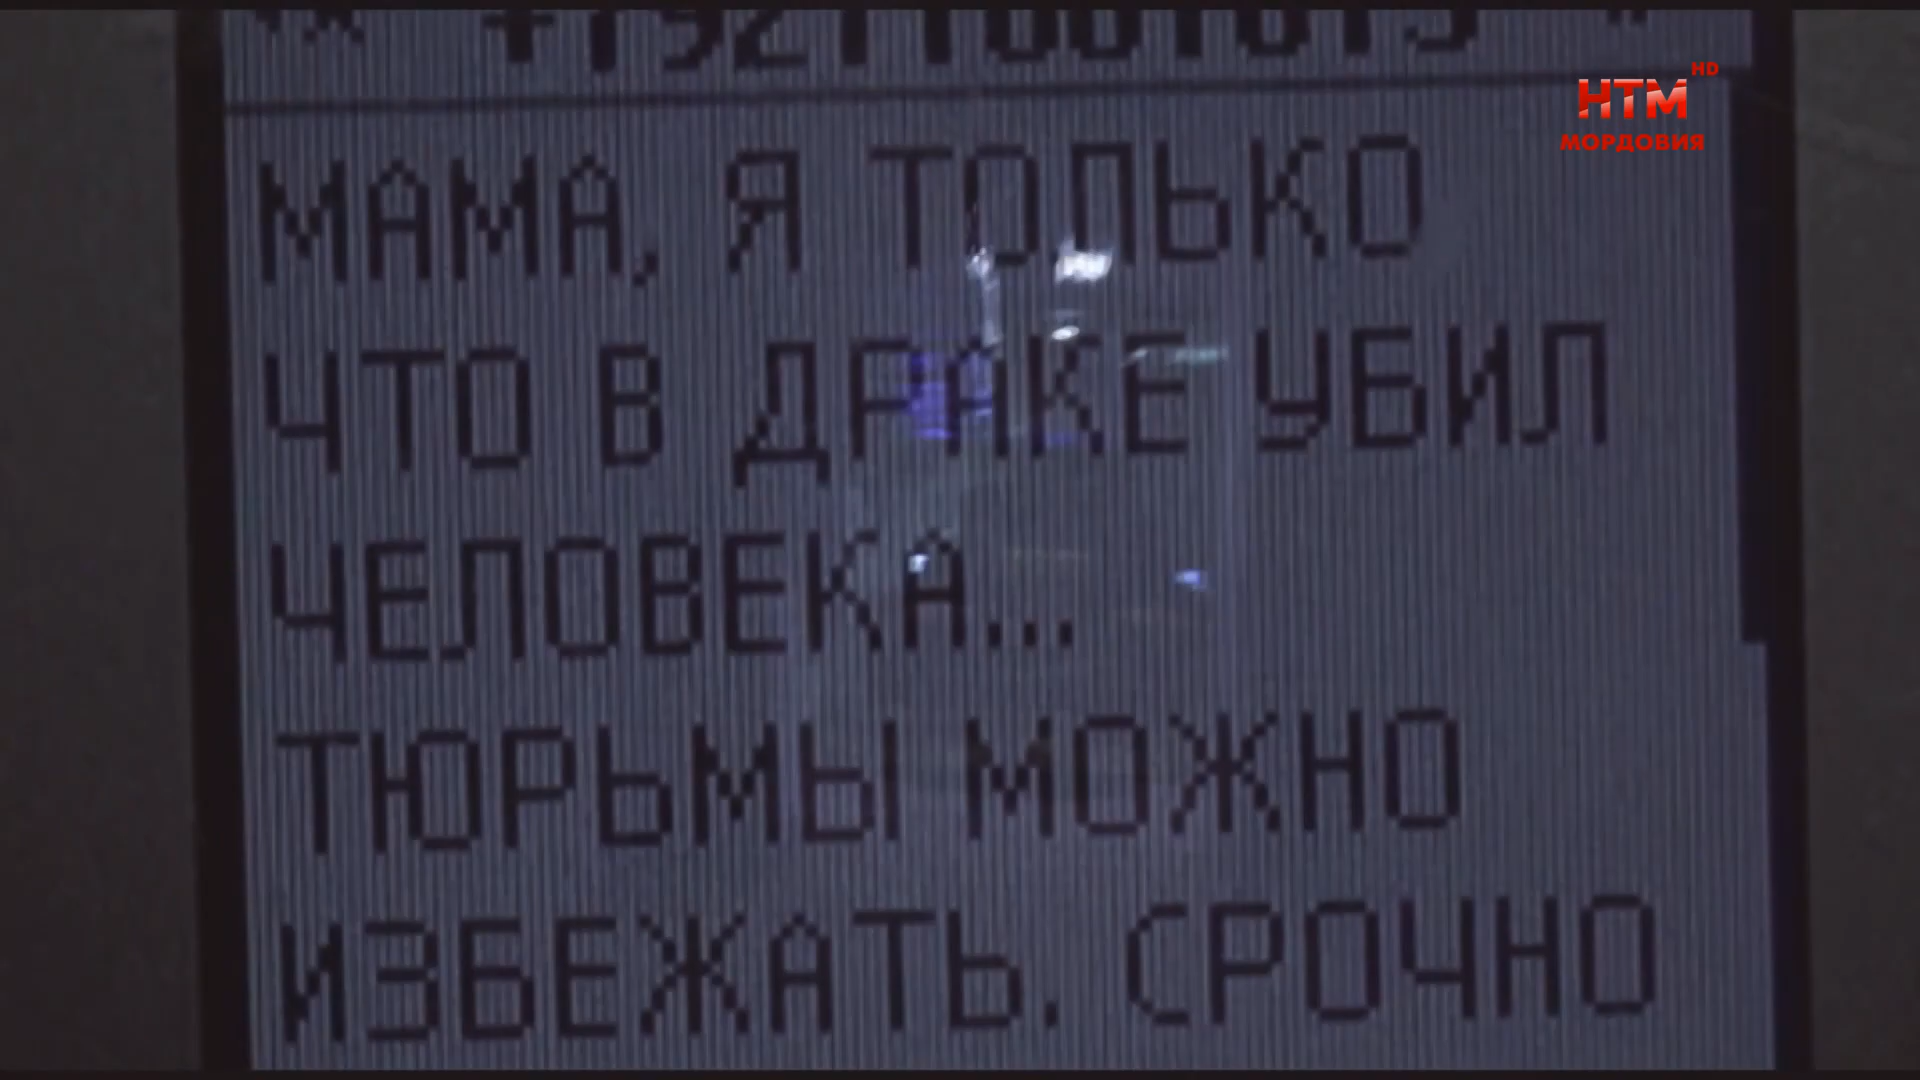 HD
НТМ
МОРДОВИЯ
МАМА, Я ТОЛЬКО
ЧТО В ДРАКЕ УБИЛ
ЧЕЛОВЕКА...
ТЮРЬМЫ МОЖНО
ИЗБЕЖАТЬ. СРОЧНО